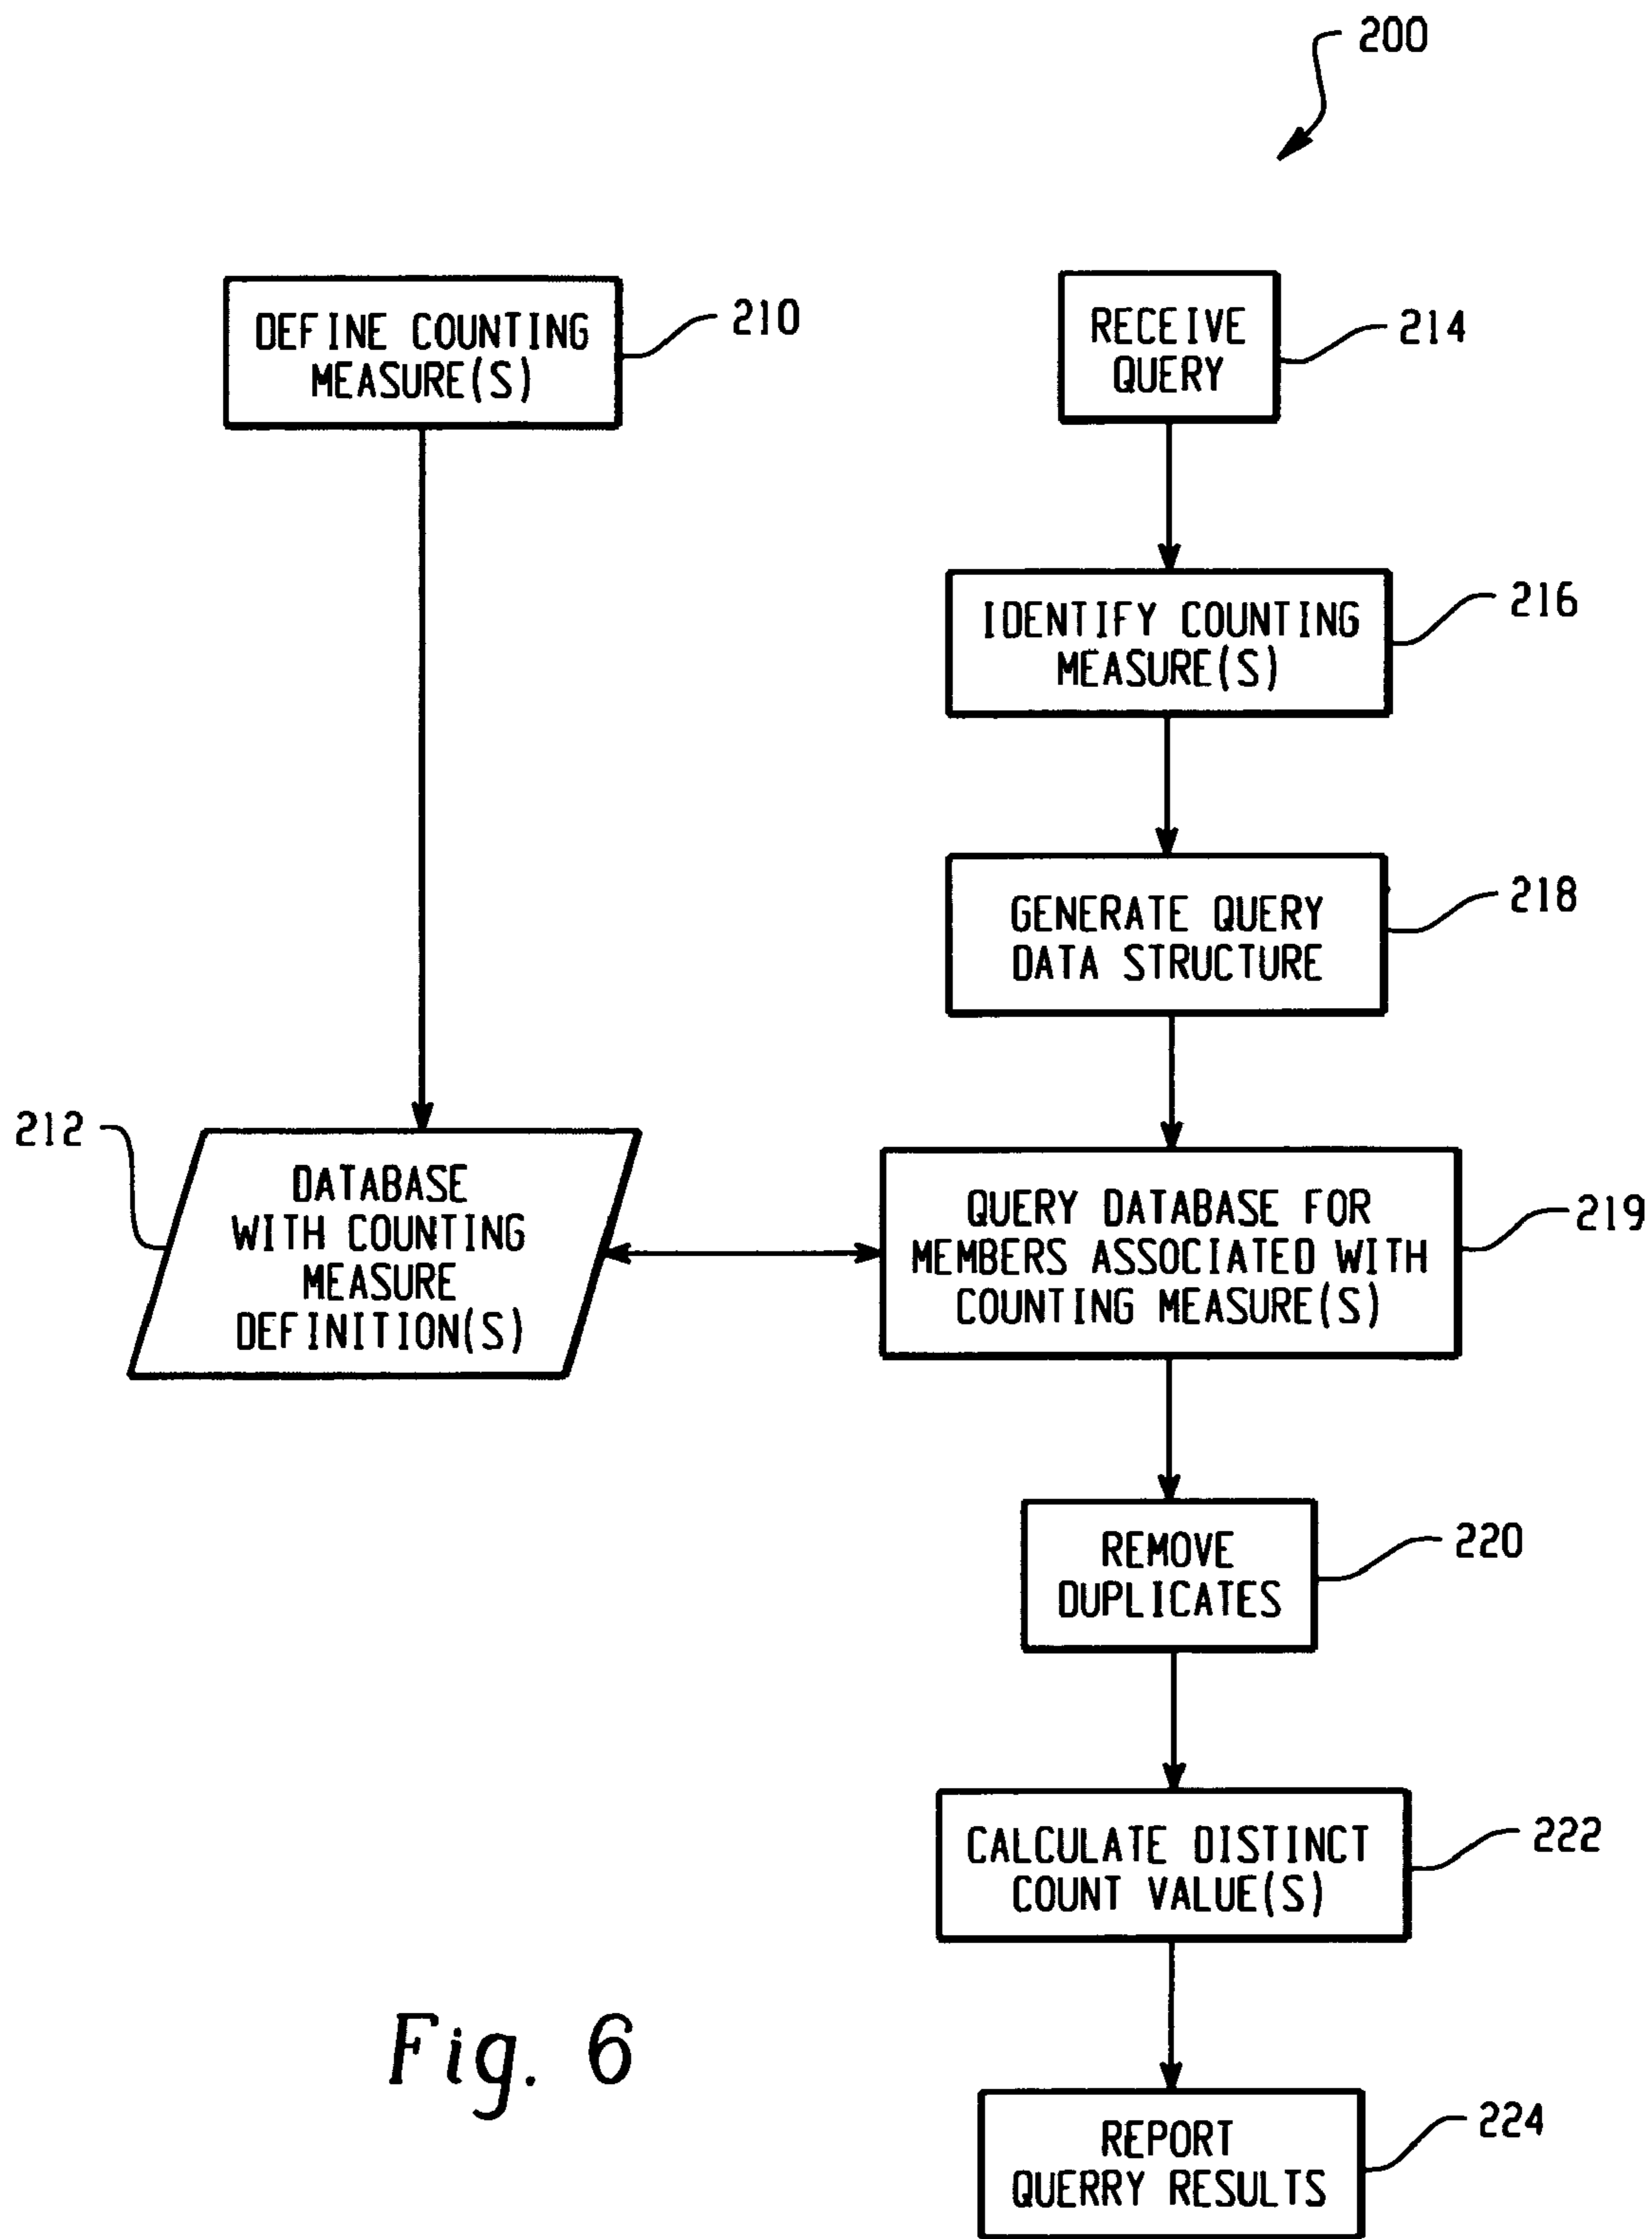 200
DEFINE COUNTING
MEASURE(S)
210
RECEIVE
QUERY
214
IDENTIFY COUNTING
MEASURE(S)
216
GENERATE QUERY
DATA STRUCTURE
218
212
DATABASE
WITH COUNTING
MEASURE
DEFINITION(S)
QUERY DATABASE FOR
MEMBERS ASSOCIATED WITH
COUNTING MEASURE(S)
219
REMOVE
DUPLICATES
220
CALCULATE DISTINCT
COUNT VALUE(S)
222
REPORT
QUERRY RESULTS
224
Fig. 6